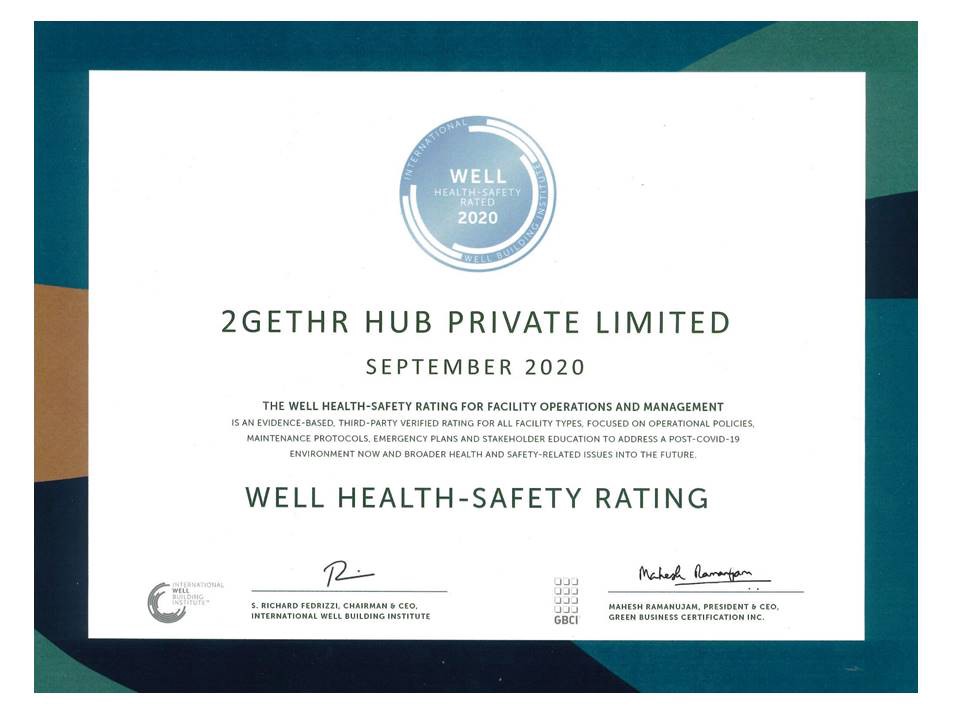 INTERNATIONAL
WELL
HEALTH-SAFETY
RATED
2020
WELL BUILDING INSTITUTE
2GETHR HUB PRIVATE LIMITED
SEPTEMBER 2020
THE WELL HEALTH-SAFETY RATING FOR FACILITY OPERATIONS AND MANAGEMENT
IS AN EVIDENCE-BASED, THIRD-PARTY VERIFIED RATING FOR ALL FACILITY TYPES, FOCUSED ON OPERATIONAL POLICIES,
MAINTENANCE PROTOCOLS, EMERGENCY PLANS AND STAKEHOLDER EDUCATION TO ADDRESS A POST-COVID-19
ENVIRONMENT NOW AND BROADER HEALTH AND SAFETY-RELATED ISSUES INTO THE FUTURE.
WELL HEALTH-SAFETY RATING
INTERNATIONAL
WELL
BUILDING
INSTITUTE™
S. RICHARD FEDRIZZI, CHAIRMAN & CEO,
INTERNATIONAL WELL BUILDING INSTITUTE
GBCI
Mahesh Ramanujam
MAHESH RAMANUJAM, PRESIDENT & CEO,
GREEN BUSINESS CERTIFICATION INC.